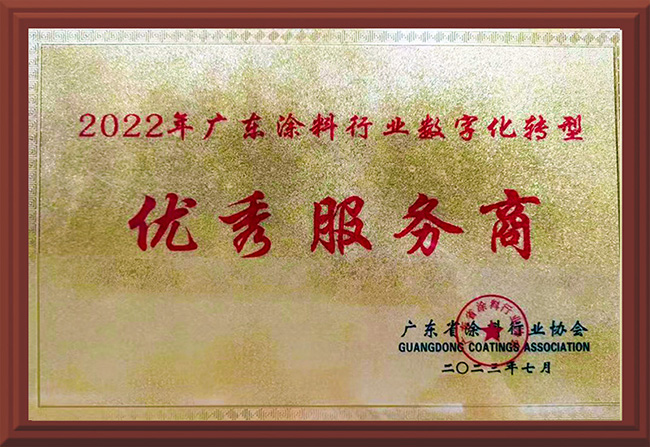 2022年广东涂料行业数字化转型
优秀服务商
广东省涂料行业协会
GUANGDONG COATINGS ASSOCIATION
二〇二三年七月